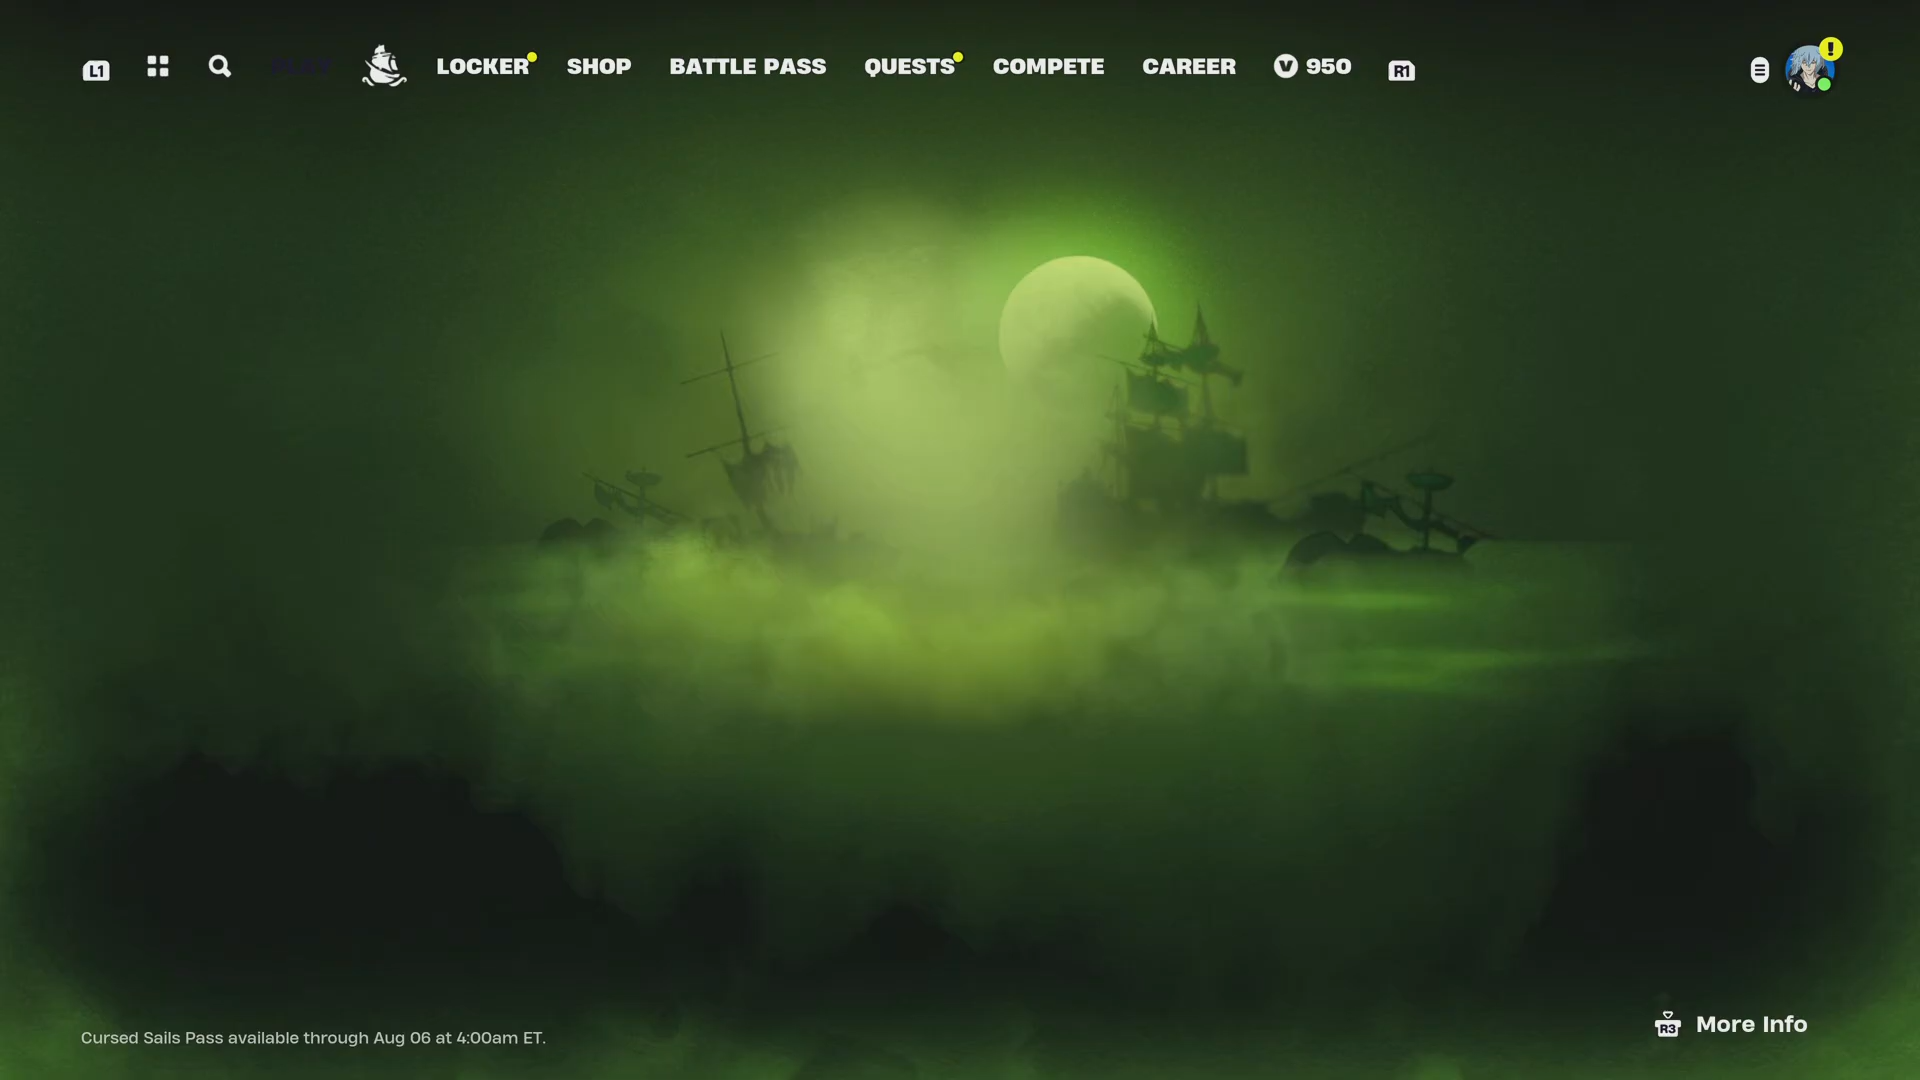 L1 PLAY LOCKER SHOP BATTLE PASS QUESTS COMPETE CAREER V 950 R1 !
Cursed Sails Pass available through Aug 06 at 4:00am ET.
R3 More Info